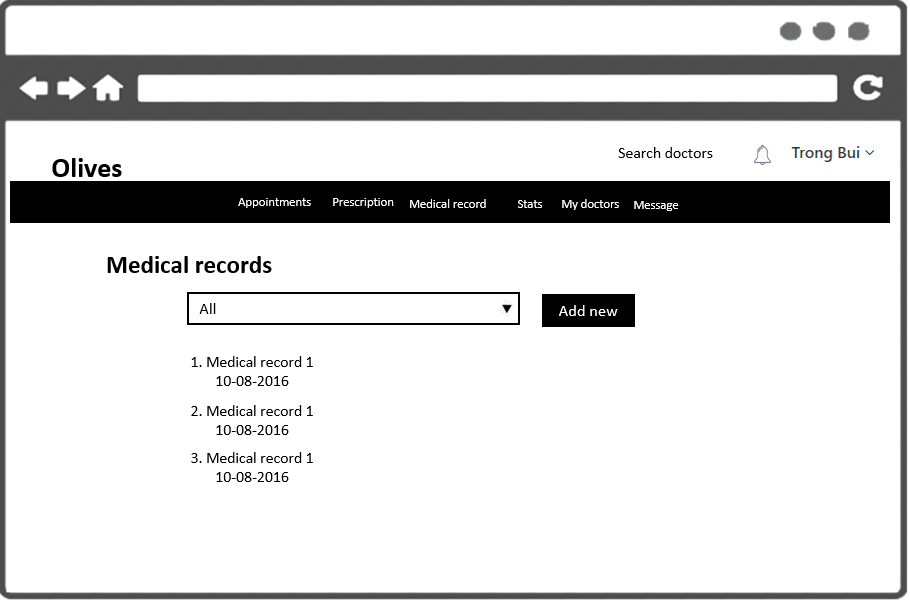 Search doctors
Trong Bui
Olives
Appointments Prescription Medical record Stats My doctors Message
Medical records
All
Add new
1. Medical record 1
10-08-2016
2. Medical record 1
10-08-2016
3. Medical record 1
10-08-2016